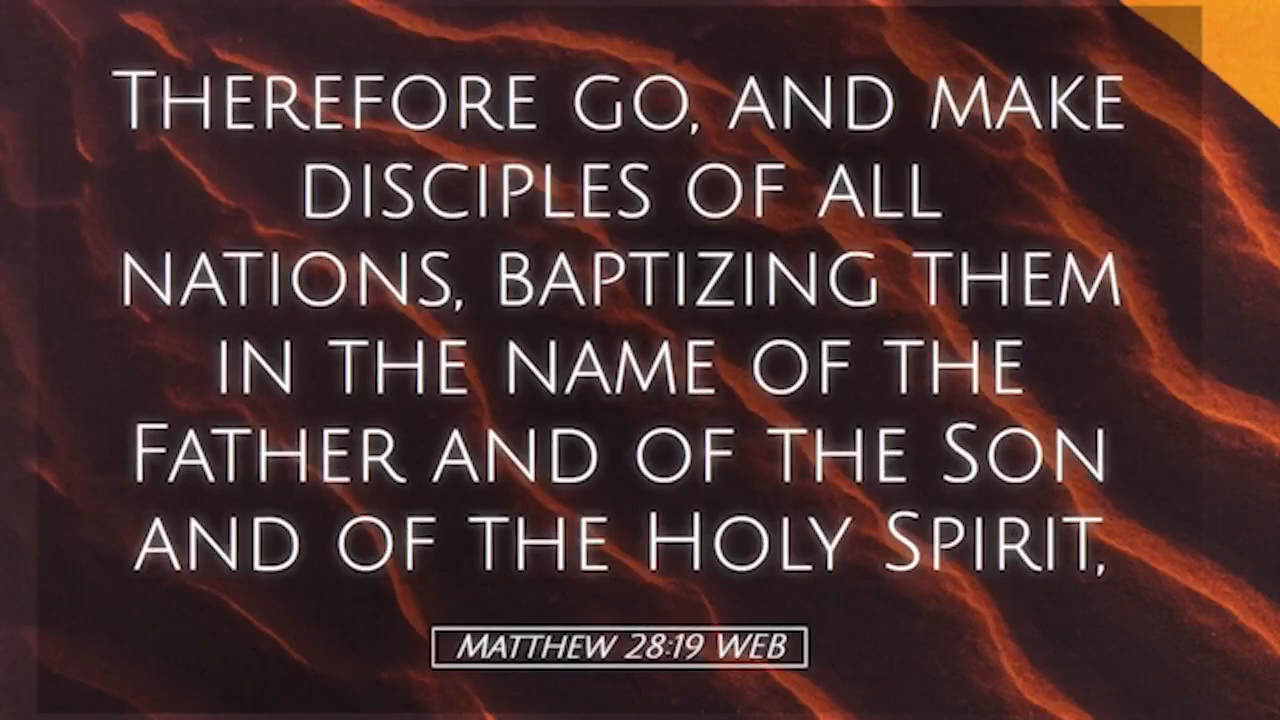 Therefore go, and make
disciples of all
nations, baptizing them
in the name of the
Father and of the Son
and of the Holy Spirit,
Matthew 28:19 WEB